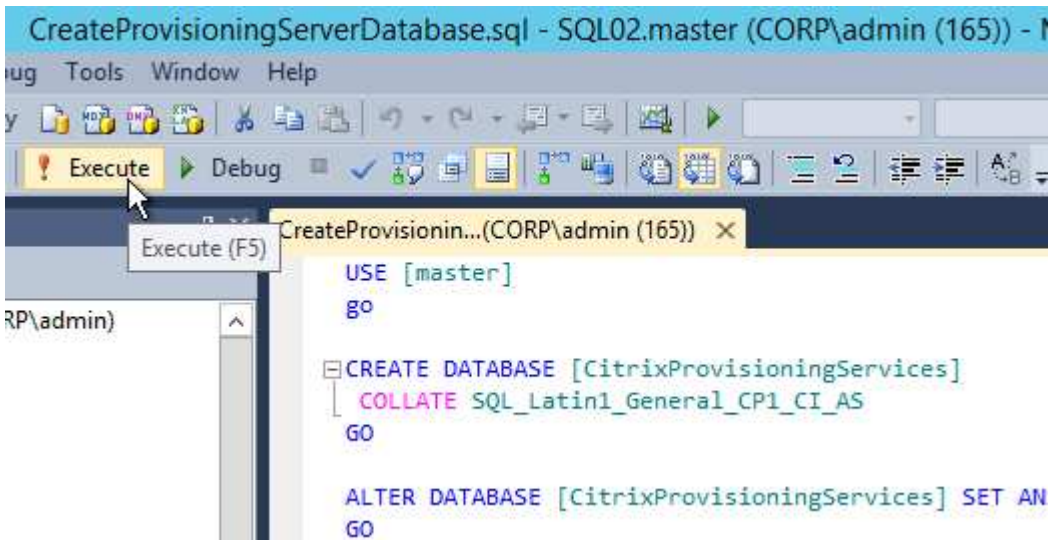 CreateProvisioningServerDatabase.sql - SQL02.master (CORP\admin (165)) -
Tools Window Help
Execute Debug
CreateProvisionin...(CORP\admin (165))
Execute (F5)
USE [master]
go
RP\admin)
CREATE DATABASE [CitrixProvisioningServices]
COLLATE SQL_Latin1_General_CP1_CI_AS
GO
ALTER DATABASE [CitrixProvisioningServices] SET AN
GO